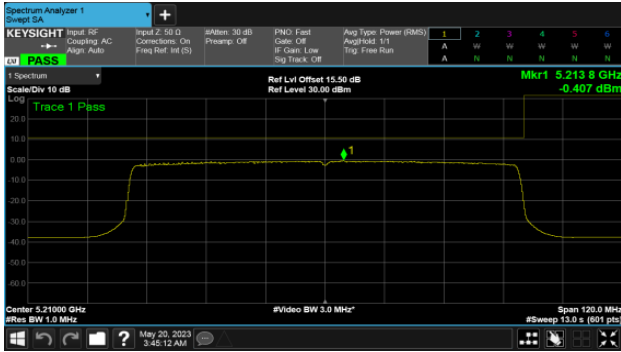 Spectrum Analyzer 1
Swept SA
KEYSIGHT Input: RF Input Z: 50 Ω #Atten: 30 dB PNO: Fast Avg Type: Power (RMS) 1 2 3 4 5 6
Coupling: AC Corrections: On Preamp: Off Gate: Off Avg|Hold: 1/1 A W W W W W
Align: Auto Freq Ref: Int (S) IF Gain: Low Trig: Free Run
LXI PASS Sig Track: Off A N N N N N
1 Spectrum Ref Lvl Offset 15.50 dB Mkr1 5.213 8 GHz
Scale/Div 10 dB Ref Level 30.00 dBm -0.407 dBm
Log Trace 1 Pass
20.0
10.0
1
0.00
-10.0
-20.0
-30.0
-40.0
-50.0
-60.0
Center 5.21000 GHz #Video BW 3.0 MHz* Span 120.0 MHz
#Res BW 1.0 MHz #Sweep 13.0 s (601 pts)
? May 20, 2023
3:45:12 AM